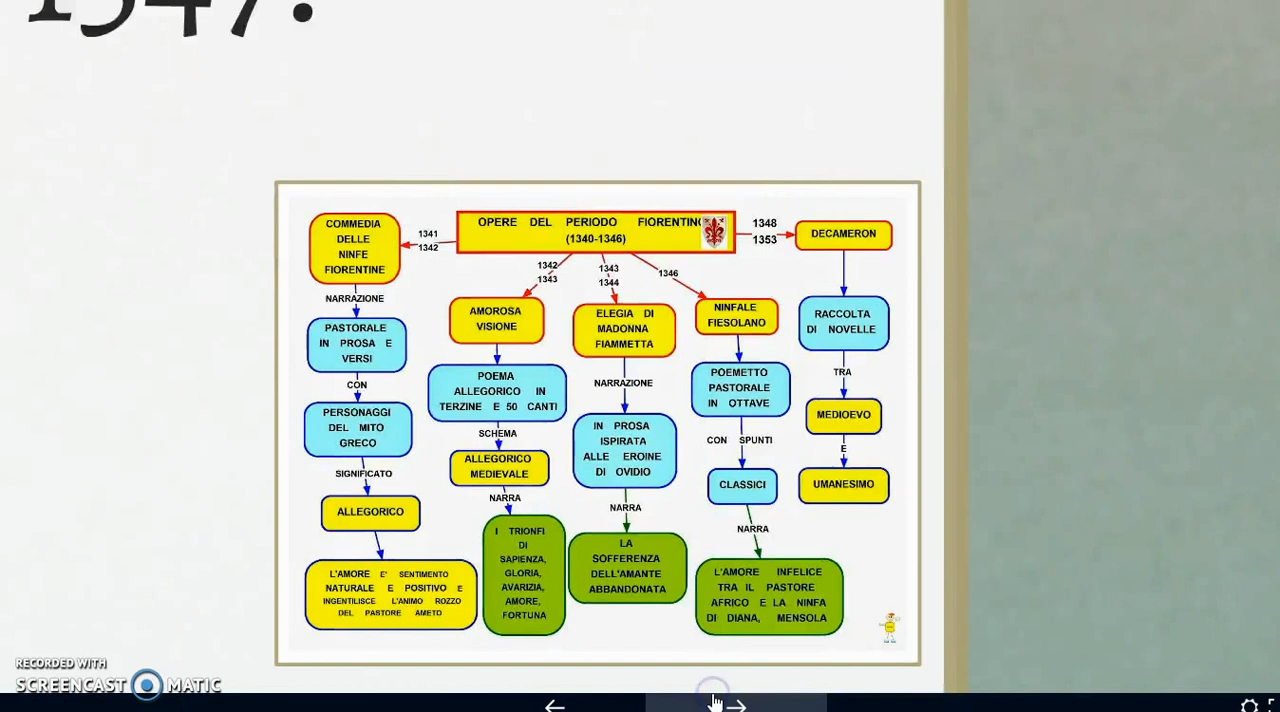 1347.
OPERE DEL PERIODO FIORENTINO
(1340-1346)
COMMEDIA
DELLE
NINFE
FIORENTINE
1341
1342
NARRAZIONE
PASTORALE
IN PROSA E
VERSI
CON
PERSONAGGI
DEL MITO
GRECO
SIGNIFICATO
ALLEGORICO
L'AMORE E' SENTIMENTO
NATURALE E POSITIVO E
INGENTILISCE L'ANIMO ROZZO
DEL PASTORE AMETO
1342
1343
AMOROSA
VISIONE
POEMA
ALLEGORICO IN
TERZINE E 50 CANTI
SCHEMA
ALLEGORICO
MEDIEVALE
NARRA
I TRIONFI
DI
SAPIENZA,
GLORIA,
AVARIZIA,
AMORE,
FORTUNA
1343
1344
ELEGIA DI
MADONNA
FIAMMETTA
NARRAZIONE
IN PROSA
ISPIRATA
ALLE EROINE
DI OVIDIO
NARRA
LA
SOFFERENZA
DELL'AMANTE
ABBANDONATA
1346
NINFALE
FIESOLANO
POEMETTO
PASTORALE
IN OTTAVE
CON SPUNTI
CLASSICI
NARRA
L'AMORE INFELICE
TRA IL PASTORE
AFRICO E LA NINFA
DI DIANA, MENSOLA
1348
1353
DECAMERON
RACCOLTA
DI NOVELLE
TRA
MEDIOEVO
E
UMANESIMO
RECORDED WITH
SCREENCAST MATIC